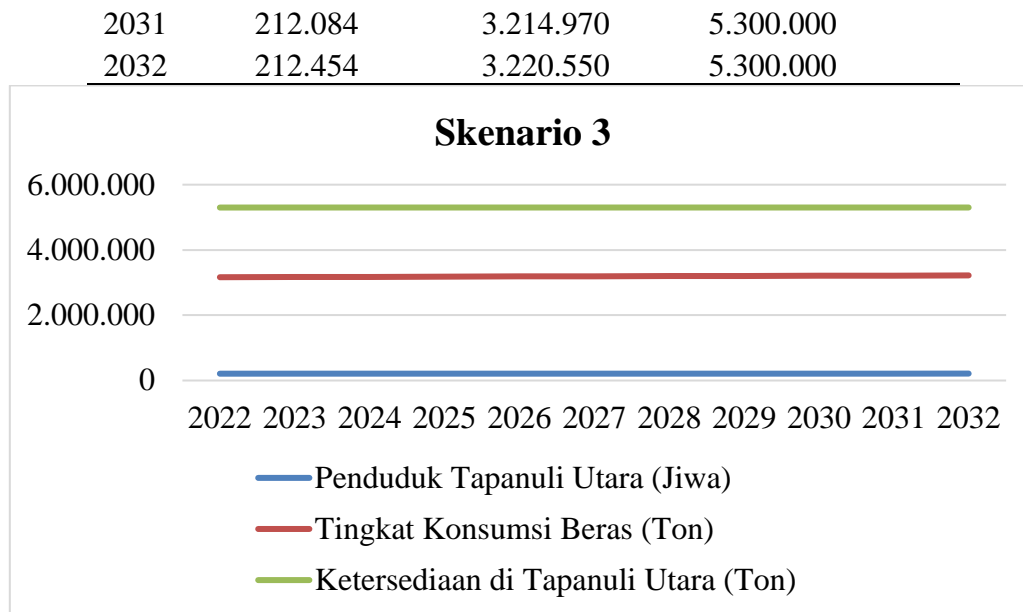 2031 212.084 3.214.970 5.300.000
2032 212.454 3.220.550 5.300.000
Skenario 3
6.000.000
4.000.000
2.000.000
0
2022 2023 2024 2025 2026 2027 2028 2029 2030 2031 2032
Penduduk Tapanuli Utara (Jiwa)
Tingkat Konsumsi Beras (Ton)
Ketersediaan di Tapanuli Utara (Ton)